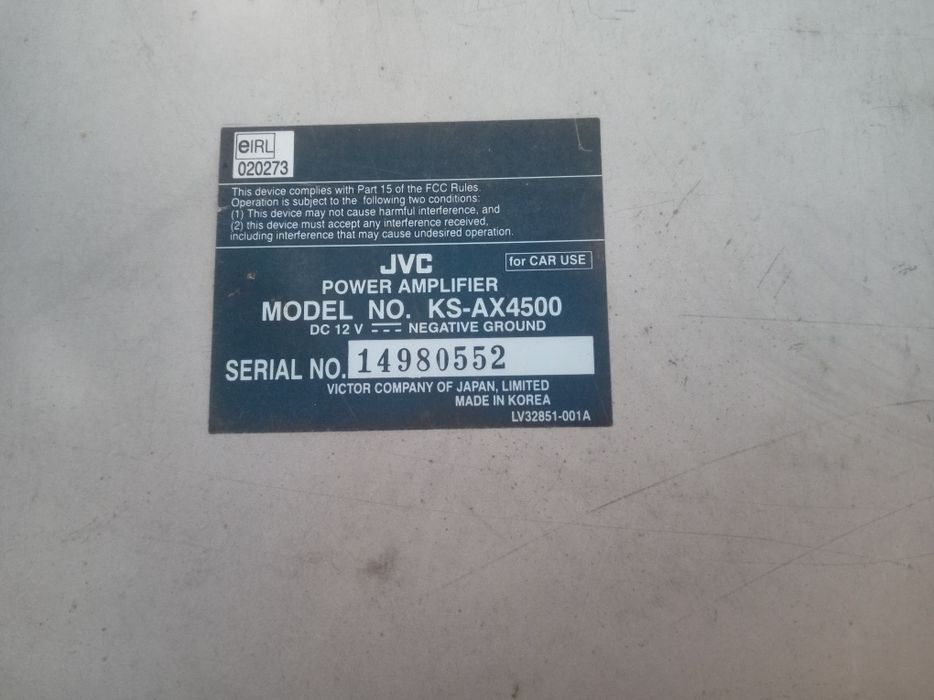 eIRL
020273
This device complies with Part 15 of the FCC Rules.
Operation is subject to the following two conditions:
(1) This device may not cause harmful interference, and
(2) this device must accept any interference received,
including interference that may cause undesired operation.
JVC
for CAR USE
POWER AMPLIFIER
MODEL NO. KS-AX4500
DC 12 V ⎓ NEGATIVE GROUND
SERIAL NO. 14980552
VICTOR COMPANY OF JAPAN, LIMITED
MADE IN KOREA
LV32851-001A